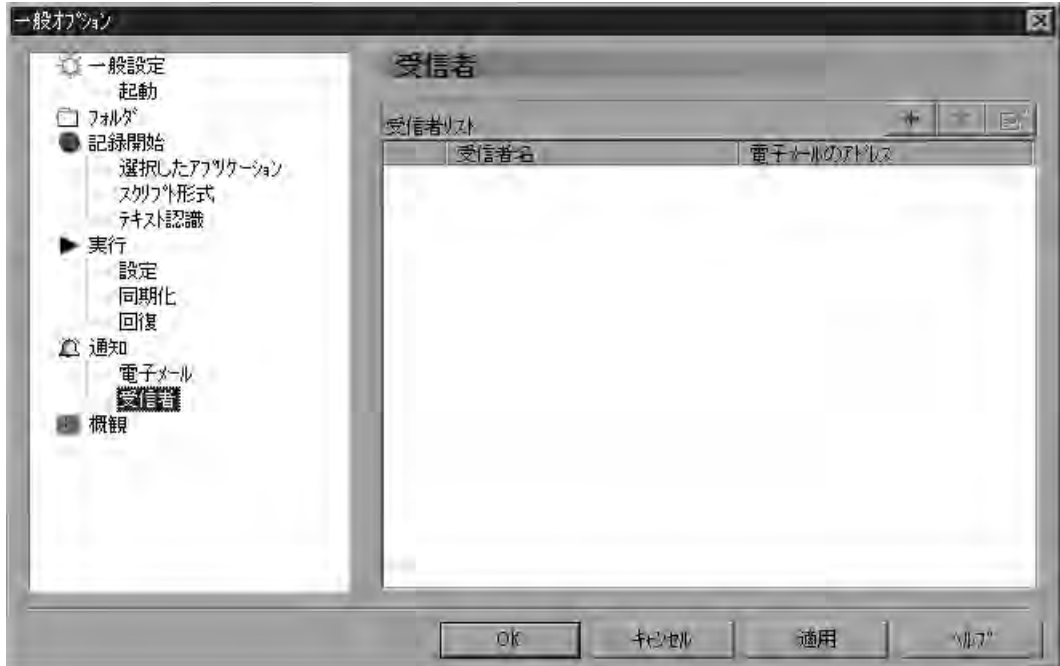 一般オプション
一般設定
起動
フォルダ
記録開始
選択したアプリケーション
スクリプト形式
テキスト認識
実行
設定
同期化
回復
通知
電子メール
受信者
概観
受信者
受信者リスト
受信者名
電子メールのアドレス
OK
キャンセル
適用
ヘルプ